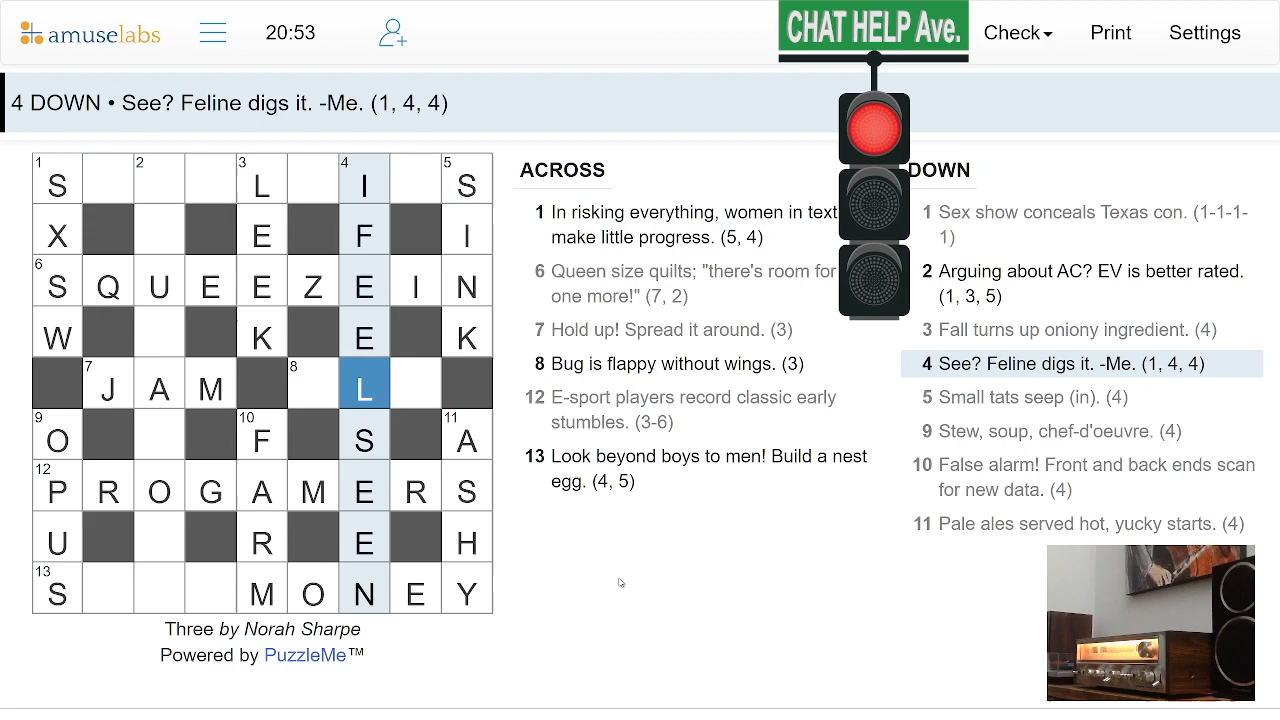 amuselabs 20:53 CHAT HELP Ave. Check Print Settings
4 DOWN • See? Feline digs it. -Me. (1, 4, 4)
1 S 2 3 L 4 I 5 S
X E F I
6 S Q U E E Z E I N
W K E K
7 J A M 8 L
9 O 10 F S 11 A
12 P R O G A M E R S
U R E H
13 S M O N E Y
Three by Norah Sharpe
Powered by PuzzleMe™
ACROSS
1 In risking everything, women in text
make little progress. (5, 4)
6 Queen size quilts; "there's room for
one more!" (7, 2)
7 Hold up! Spread it around. (3)
8 Bug is flappy without wings. (3)
12 E-sport players record classic early
stumbles. (3-6)
13 Look beyond boys to men! Build a nest
egg. (4, 5)
DOWN
1 Sex show conceals Texas con. (1-1-1-
1)
2 Arguing about AC? EV is better rated.
(1, 3, 5)
3 Fall turns up oniony ingredient. (4)
4 See? Feline digs it. -Me. (1, 4, 4)
5 Small tats seep (in). (4)
9 Stew, soup, chef-d'oeuvre. (4)
10 False alarm! Front and back ends scan
for new data. (4)
11 Pale ales served hot, yucky starts. (4)